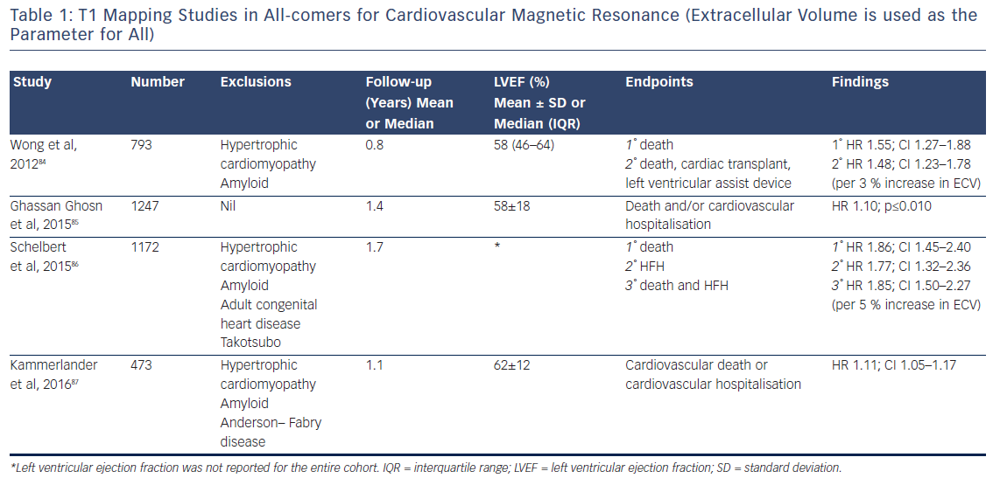 Table 1: T1 Mapping Studies in All-comers for Cardiovascular Magnetic Resonance (Extracellular Volume is used as the
Parameter for All)
Study Number Exclusions Follow-up LVEF (%) Endpoints Findings
(Years) Mean Mean ± SD or
or Median Median (IQR)
Wong et al, 793 Hypertrophic 0.8 58 (46–64) 1˚ death 1˚ HR 1.55; CI 1.27–1.88
2012⁸⁴ cardiomyopathy 2˚ death, cardiac transplant, 2˚ HR 1.48; CI 1.23–1.78
Amyloid left ventricular assist device (per 3 % increase in ECV)
Ghassan Ghosn 1247 Nil 1.4 58±18 Death and/or cardiovascular HR 1.10; p≤0.010
et al, 2015⁸⁵ hospitalisation
Schelbert 1172 Hypertrophic 1.7 * 1˚ death 1˚ HR 1.86; CI 1.45–2.40
et al, 2015⁸⁶ cardiomyopathy 2˚ HFH 2˚ HR 1.77; CI 1.32–2.36
Amyloid 3˚ death and HFH 3˚ HR 1.85; CI 1.50–2.27
Adult congenital (per 5 % increase in ECV)
heart disease
Takotsubo
Kammerlander 473 Hypertrophic 1.1 62±12 Cardiovascular death or HR 1.11; CI 1.05–1.17
et al, 2016⁸⁷ cardiomyopathy cardiovascular hospitalisation
Amyloid
Anderson– Fabry
disease
*Left ventricular ejection fraction was not reported for the entire cohort. IQR = interquartile range; LVEF = left ventricular ejection fraction; SD = standard deviation.